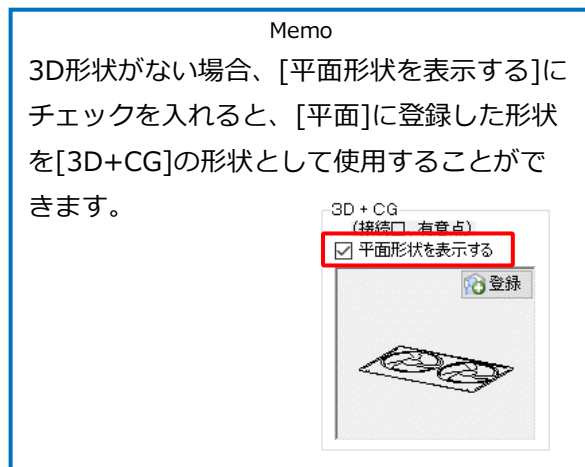 Memo
3D形状がない場合、[平面形状を表示する]に
チェックを入れると、[平面]に登録した形状
を[3D+CG]の形状として使用することがで
きます。
3D + CG
(接続口、有意点)
平面形状を表示する
登録